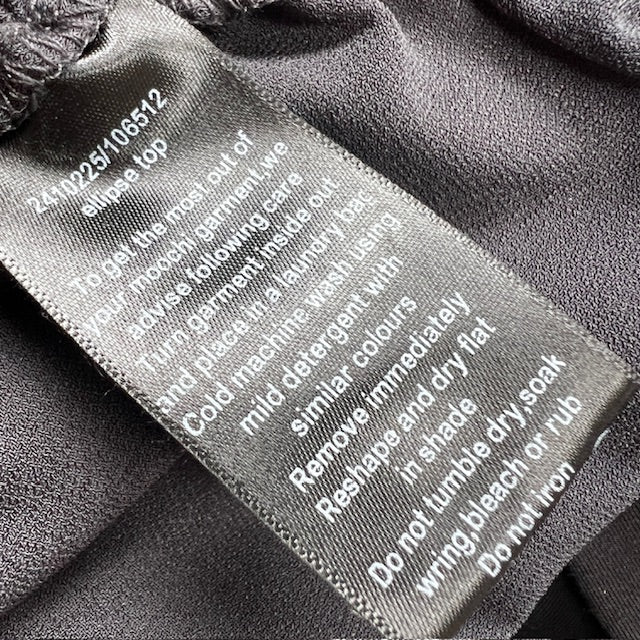 2410225/106512
ellipse top
To get the most out of
your moochi garment,we
advise following care
Turn garment,inside out
and place in a laundry bag
Cold machine wash using
mild detergent with
similar colours
Remove immediately
Reshape and dry flat
in shade
Do not tumble dry,soak
wring,bleach or rub
Do not iron